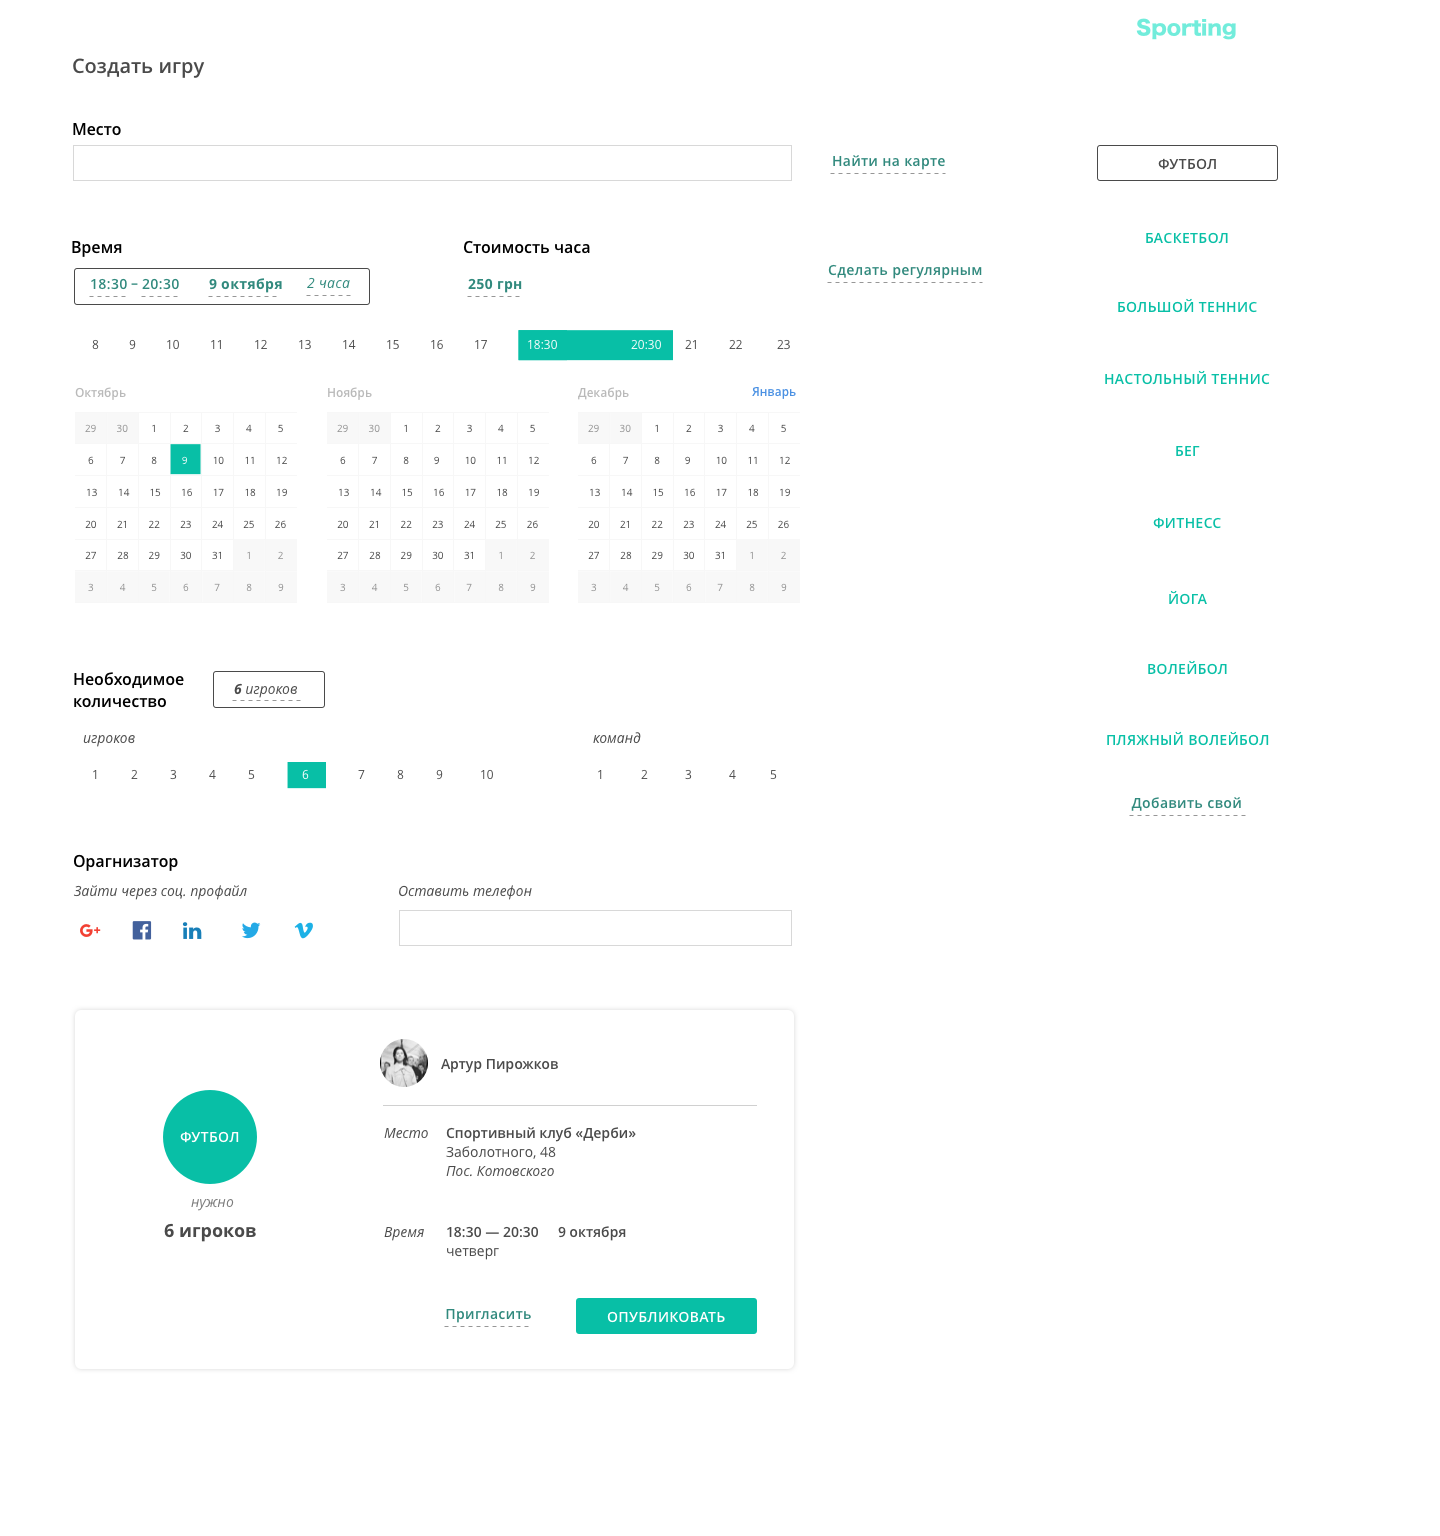 Sporting
Создать игру
Место
Найти на карте
ФУТБОЛ
БАСКЕТБОЛ
БОЛЬШОЙ ТЕННИС
НАСТОЛЬНЫЙ ТЕННИС
БЕГ
ФИТНЕСС
ЙОГА
ВОЛЕЙБОЛ
ПЛЯЖНЫЙ ВОЛЕЙБОЛ
Добавить свой
Время
18:30 – 20:30 9 октября 2 часа
Стоимость часа
250 грн
Сделать регулярным
8 9 10 11 12 13 14 15 16 17 18:30 20:30 21 22 23
Октябрь
29 30 1 2 3 4 5
6 7 8 9 10 11 12
13 14 15 16 17 18 19
20 21 22 23 24 25 26
27 28 29 30 31 1 2
3 4 5 6 7 8 9
Ноябрь
29 30 1 2 3 4 5
6 7 8 9 10 11 12
13 14 15 16 17 18 19
20 21 22 23 24 25 26
27 28 29 30 31 1 2
3 4 5 6 7 8 9
Декабрь Январь
29 30 1 2 3 4 5
6 7 8 9 10 11 12
13 14 15 16 17 18 19
20 21 22 23 24 25 26
27 28 29 30 31 1 2
3 4 5 6 7 8 9
Необходимое
количество
6 игроков
игроков
1 2 3 4 5 6 7 8 9 10
команд
1 2 3 4 5
Орагнизатор
Зайти через соц. профайл
Оставить телефон
ФУТБОЛ
нужно
6 игроков
Артур Пирожков
Место Спортивный клуб «Дерби»
Заболотного, 48
Пос. Котовского
Время 18:30 — 20:30 9 октября
четверг
Пригласить
ОПУБЛИКОВАТЬ